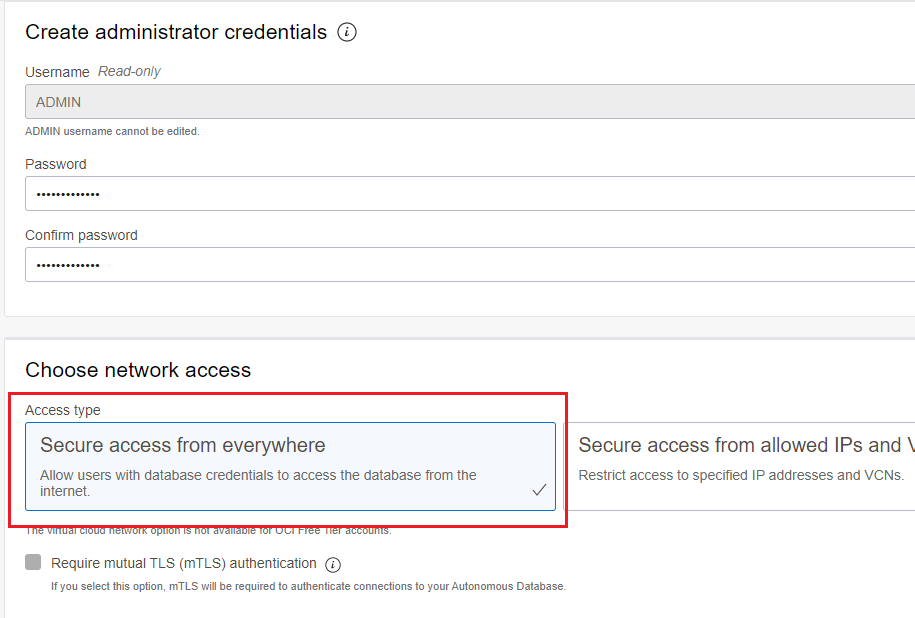 Create administrator credentials
Username Read-only
ADMIN
ADMIN username cannot be edited.
Password
Confirm password
Choose network access
Access type
Secure access from everywhere
Allow users with database credentials to access the database from the
internet.
Secure access from allowed IPs and V
Restrict access to specified IP addresses and VCNs.
The virtual cloud network option is not available for OCI Free Tier accounts.
Require mutual TLS (mTLS) authentication
If you select this option, mTLS will be required to authenticate connections to your Autonomous Database.